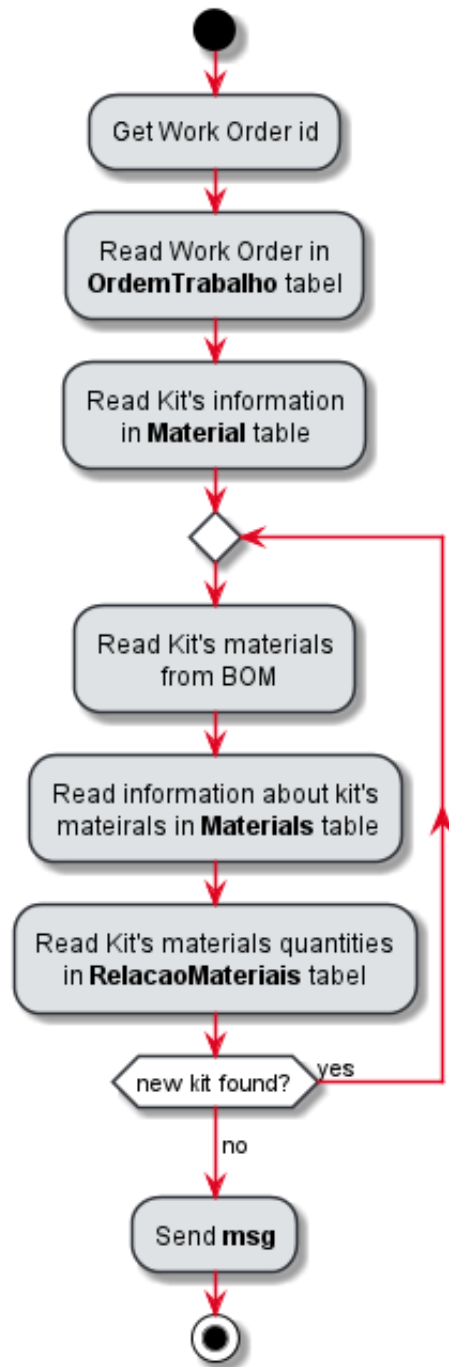 Get Work Order id
Read Work Order in
OrdemTrabalho tabel
Read Kit's information
in Material table
Read Kit's materials
from BOM
Read information about kit's
mateirals in Materials table
Read Kit's materials quantities
in RelacaoMateriais tabel
new kit found?
yes
no
Send msg